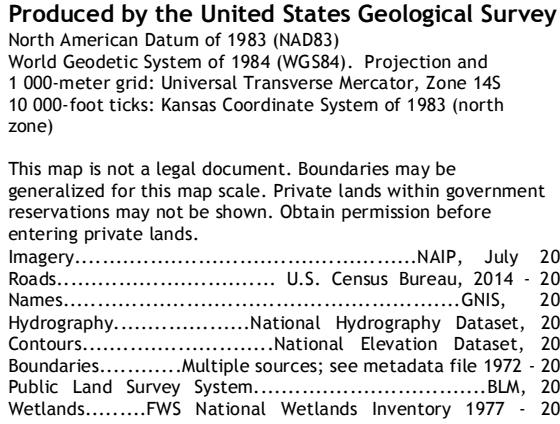 Produced by the United States Geological Survey
North American Datum of 1983 (NAD83)
World Geodetic System of 1984 (WGS84). Projection and
1 000-meter grid: Universal Transverse Mercator, Zone 14S
10 000-foot ticks: Kansas Coordinate System of 1983 (north
zone)
This map is not a legal document. Boundaries may be
generalized for this map scale. Private lands within government
reservations may not be shown. Obtain permission before
entering private lands.
Imagery.............................................NAIP, July 20
Roads............................. U.S. Census Bureau, 2014 - 20
Names....................................................GNIS, 20
Hydrography....................National Hydrography Dataset, 20
Contours.........................National Elevation Dataset, 20
Boundaries............Multiple sources; see metadata file 1972 - 20
Public Land Survey System...............................BLM, 20
Wetlands.........FWS National Wetlands Inventory 1977 - 20